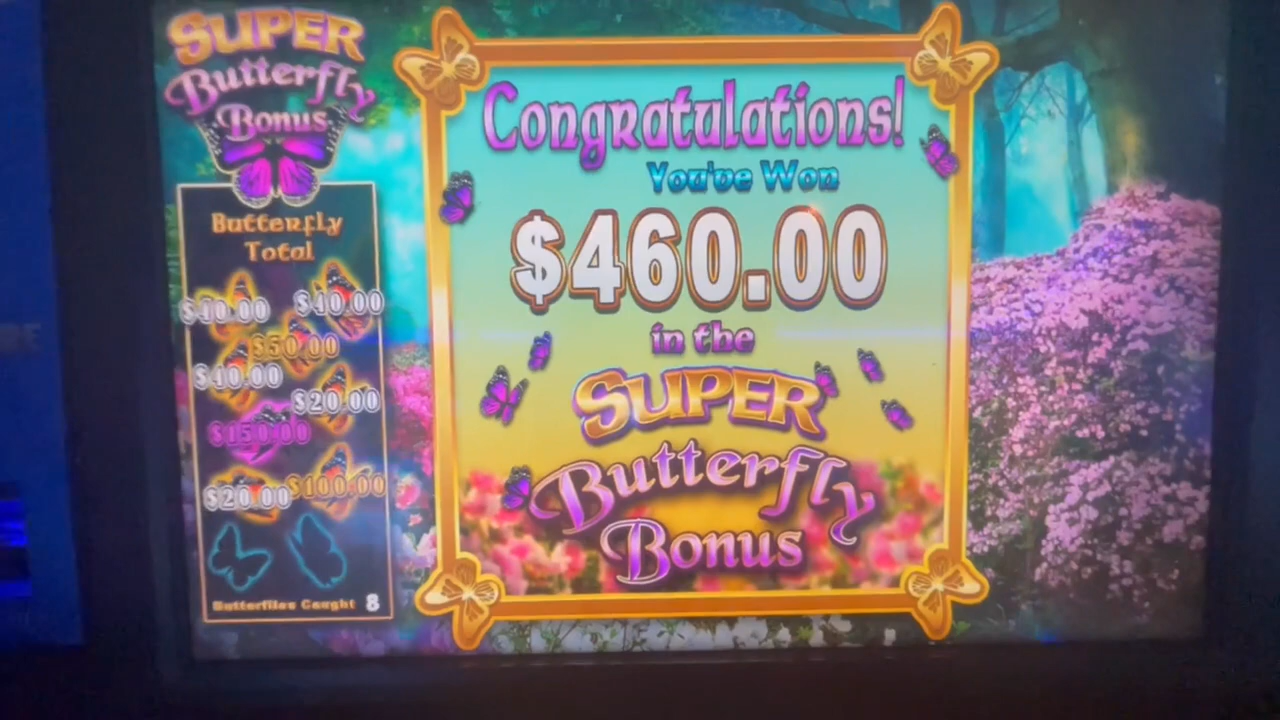 SUPER
Butterfly
Bonus
Butterfly
Total
$40.00 $40.00
$50.00
$40.00
$20.00
$150.00
$20.00 $100.00
Butterflies Caught 8
Congratulations!
You've Won
$460.00
in the
SUPER
Butterfly
Bonus